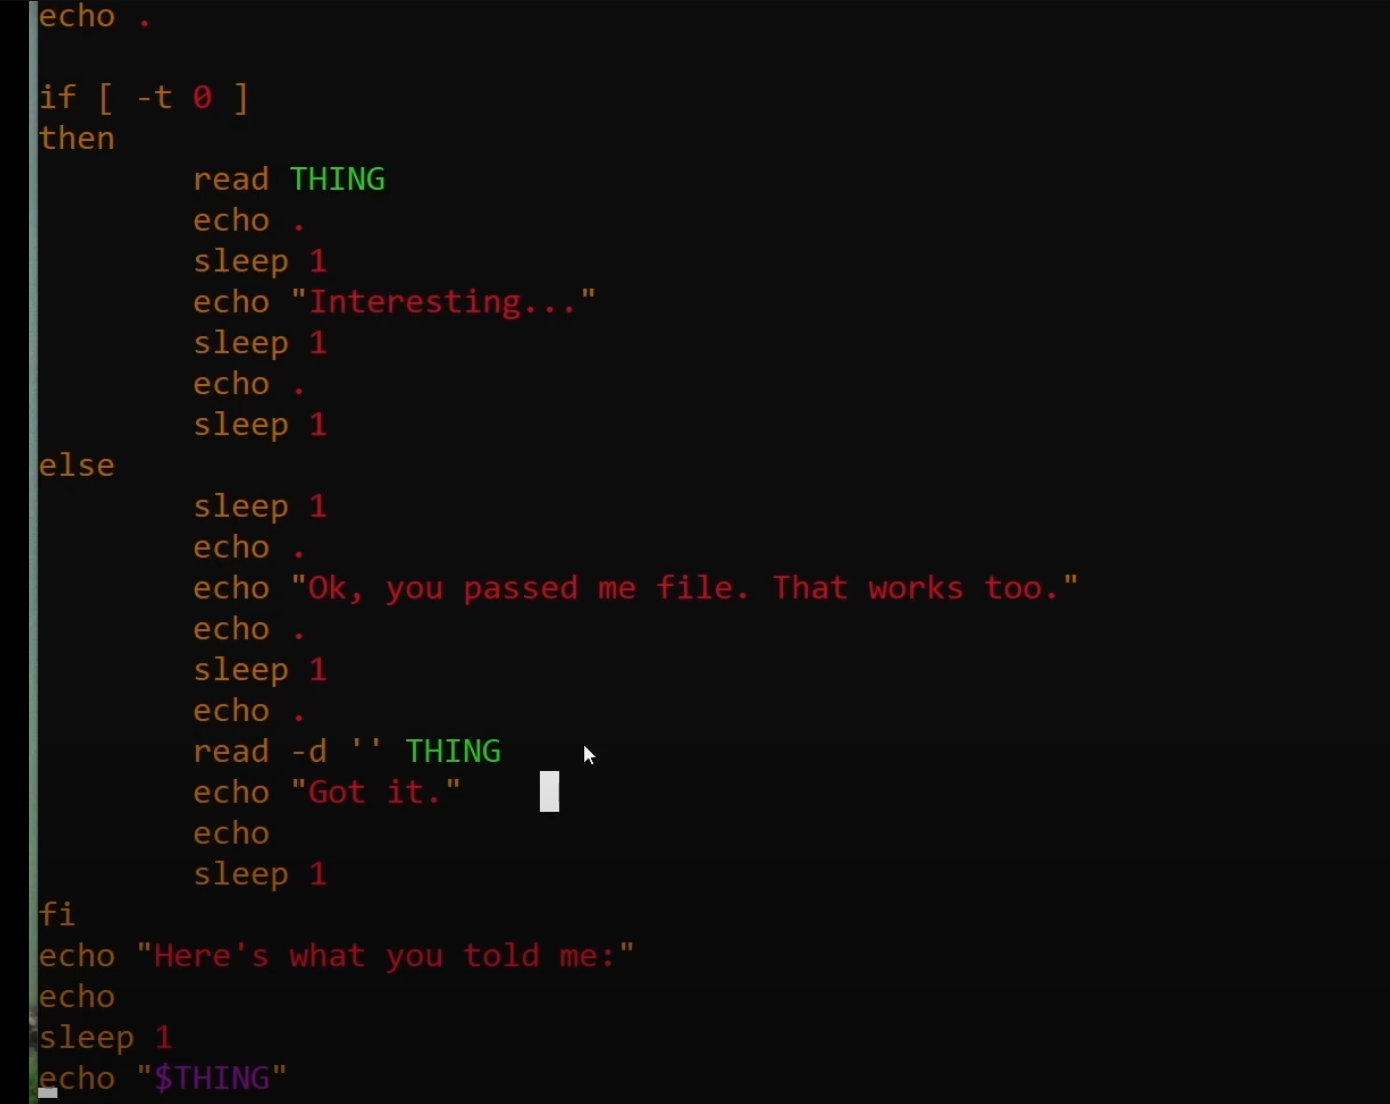 echo .
if [ -t 0 ]
then
read THING
echo .
sleep 1
echo "Interesting..."
sleep 1
echo .
sleep 1
else
sleep 1
echo .
echo "Ok, you passed me file. That works too."
echo .
sleep 1
echo .
read -d '' THING
echo "Got it."
echo
sleep 1
fi
echo "Here's what you told me:"
echo
sleep 1
echo "$THING"